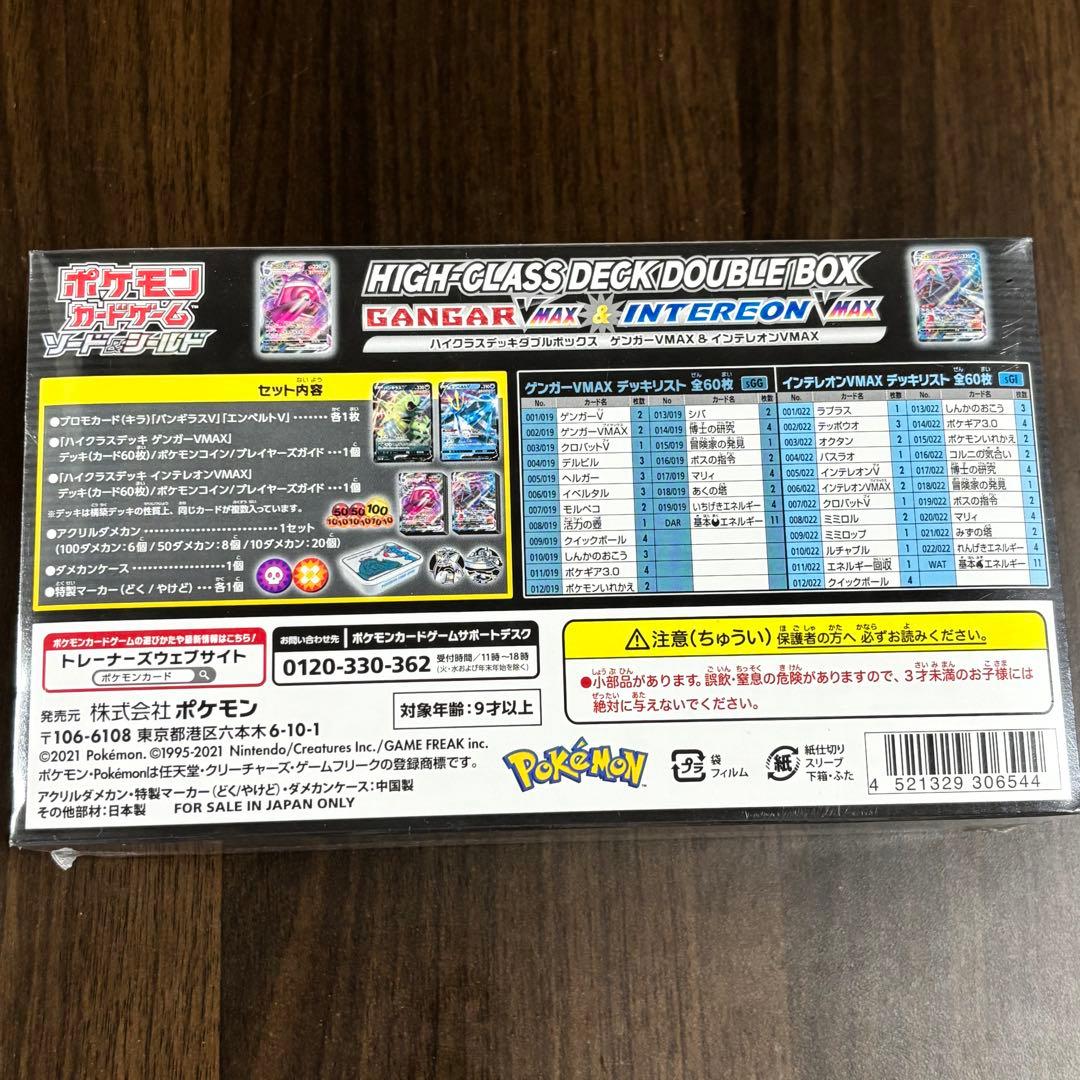 ポケモン
カードゲーム
ソード&シールド
HIGH-CLASS DECK DOUBLE BOX
GANGAR VMAX & INTEREON VMAX
ハイクラスデッキダブルボックス ゲンガーVMAX & インテレオンVMAX
セット内容
●プロモカード(キラ)「バンギラスV」「エンペルトV」……各1枚
●「ハイクラスデッキ ゲンガーVMAX」
デッキ(カード60枚)/ポケモンコイン/プレイヤーズガイド…1個
●「ハイクラスデッキ インテレオンVMAX」
デッキ(カード60枚)/ポケモンコイン/プレイヤーズガイド…1個
※デッキは構築済デッキの性質上、同じカードが複数入っています。
●アクリルダメカン……1セット
(100ダメカン:6個/50ダメカン:8個/10ダメカン:20個)
●ダメカンケース……1個
●特製マーカー(どく/やけど)……各1個
ゲンガーVMAX デッキリスト 全60枚 sGG
No. カード名 枚数 No. カード名 枚数
001/019 ゲンガーV 2 013/019 シバ 2
002/019 ゲンガーVMAX 2 014/019 博士の研究 4
003/019 クロバットV 1 015/019 冒険家の発見 1
004/019 デルビル 3 016/019 ボスの指令 2
005/019 ヘルガー 3 017/019 マリィ 2
006/019 イベルタル 3 018/019 あくの塔 2
007/019 モルペコ 2 019/019 いちげきエネルギー 4
008/019 活力の壺 1 DAR 基本エネルギー 11
009/019 クイックボール 4
010/019 しんかのおこう 3
011/019 ポケギア3.0 4
012/019 ポケモンいれかえ 2
インテレオンVMAX デッキリスト 全60枚 sGI
No. カード名 枚数 No. カード名 枚数
001/022 ラプラス 1 013/022 しんかのおこう 3
002/022 テッポウオ 3 014/022 ポケギア3.0 4
003/022 オクタン 2 015/022 ポケモンいれかえ 2
004/022 バスラオ 1 016/022 コルニの気合い 2
005/022 インテレオンV 2 017/022 博士の研究 4
006/022 インテレオンVMAX 2 018/022 冒険家の発見 1
007/022 クロバットV 1 019/022 ボスの指令 2
008/022 ミミロル 2 020/022 マリィ 2
009/022 ミミロップ 2 021/022 みずの塔 2
010/022 ルチャブル 1 022/022 れんげきエネルギー 4
011/022 エネルギー回収 1 WAT 基本エネルギー 11
012/022 クイックボール 4
ポケモンカードゲームの遊びかたや最新情報はこちら!
トレーナーズウェブサイト
ポケモンカード
お問い合わせ先 ポケモンカードゲームサポートデスク
0120-330-362 受付時間/11時~18時
(火・水および年末年始を除く)
発売元 株式会社 ポケモン
〒106-6108 東京都港区六本木6-10-1
対象年齢:9才以上
©2021 Pokémon. ©1995-2021 Nintendo/Creatures Inc./GAME FREAK inc.
ポケモン・Pokémonは任天堂・クリーチャーズ・ゲームフリークの登録商標です。
アクリルダメカン・特製マーカー(どく/やけど)・ダメカンケース:中国製
その他部材:日本製 FOR SALE IN JAPAN ONLY
⚠注意(ちゅうい) 保護者の方へ 必ずお読みください。
●小部品があります。誤飲・窒息の危険がありますので、3才未満のお子様には
絶対に与えないでください。
POKéMON
プラ 袋
フィルム
紙 紙仕切り
スリーブ
下箱・ふた
4 521329 306544